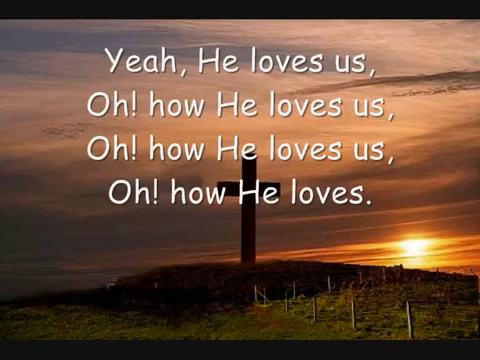 Yeah, He loves us,
Oh! how He loves us,
Oh! how He loves us,
Oh! how He loves.